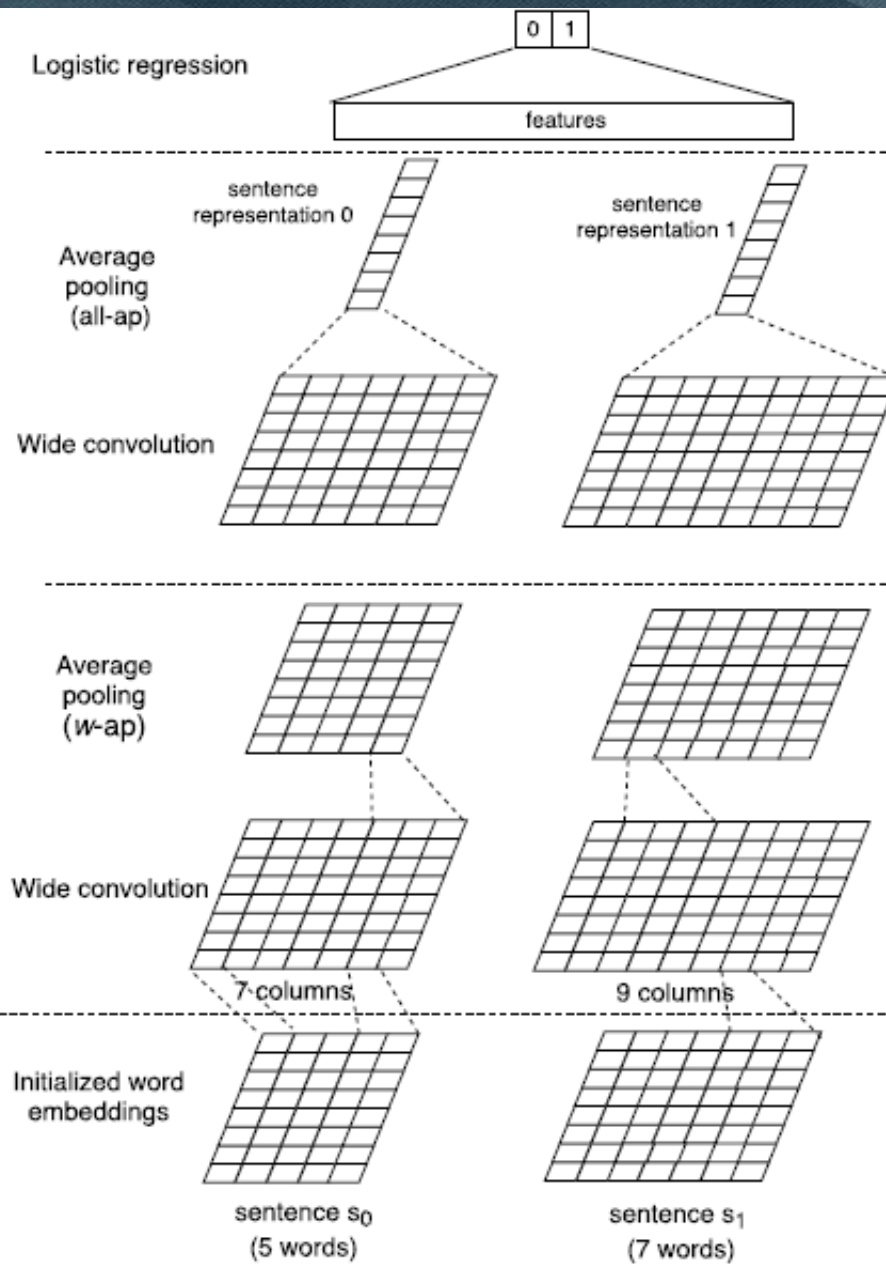 0 1
Logistic regression
features
sentence
representation 0
sentence
representation 1
Average
pooling
(all-ap)
Wide convolution
Average
pooling
(w-ap)
Wide convolution
7 columns
9 columns
Initialized word
embeddings
sentence s₀
(5 words)
sentence s₁
(7 words)